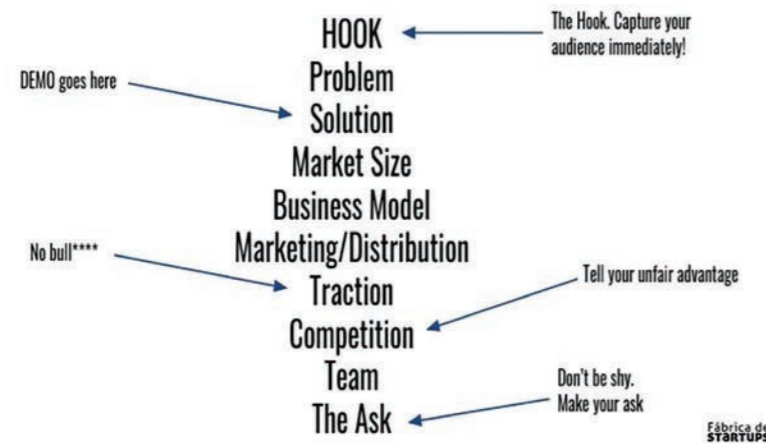 HOOK
The Hook. Capture your
audience immediately!
Problem
DEMO goes here
Solution
Market Size
Business Model
Marketing/Distribution
No bull****
Traction
Tell your unfair advantage
Competition
Team
Don't be shy.
Make your ask
The Ask
Fábrica de
STARTUPS